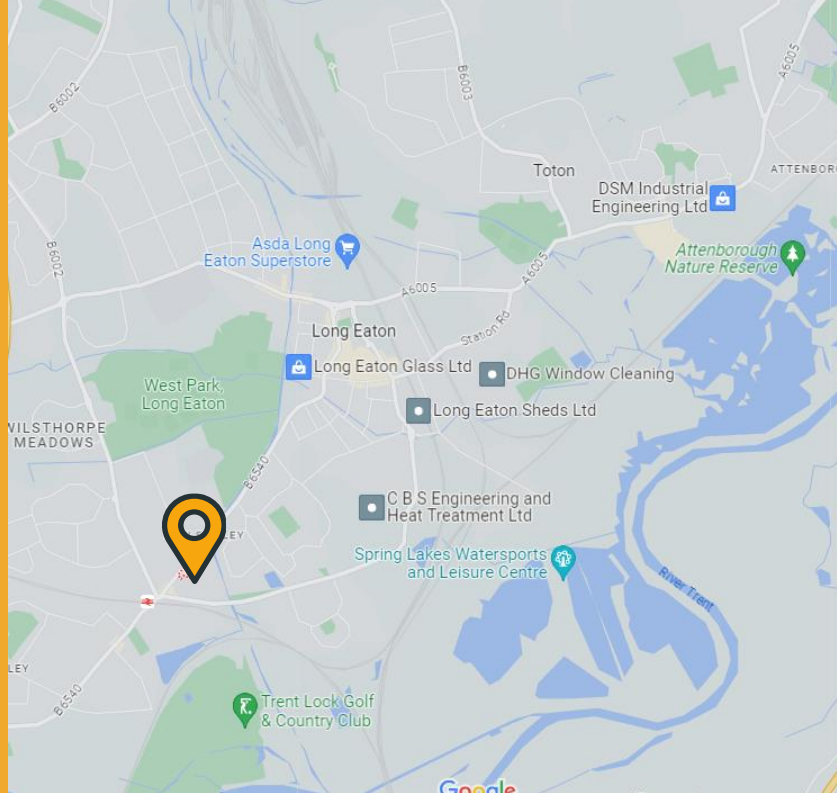 B6002
B6003
A6005
Toton
ATTENBOR
DSM Industrial
Engineering Ltd
Asda Long
Eaton Superstore
B6002
Attenborough
Nature Reserve
A6005
A6005
Long Eaton
Station Rd
Long Eaton Glass Ltd
DHG Window Cleaning
West Park,
Long Eaton
Long Eaton Sheds Ltd
WILSTHORPE
MEADOWS
B6540
C B S Engineering and
Heat Treatment Ltd
LEY
Spring Lakes Watersports
and Leisure Centre
River Trent
LEY
B6540
Trent Lock Golf
& Country Club
Google